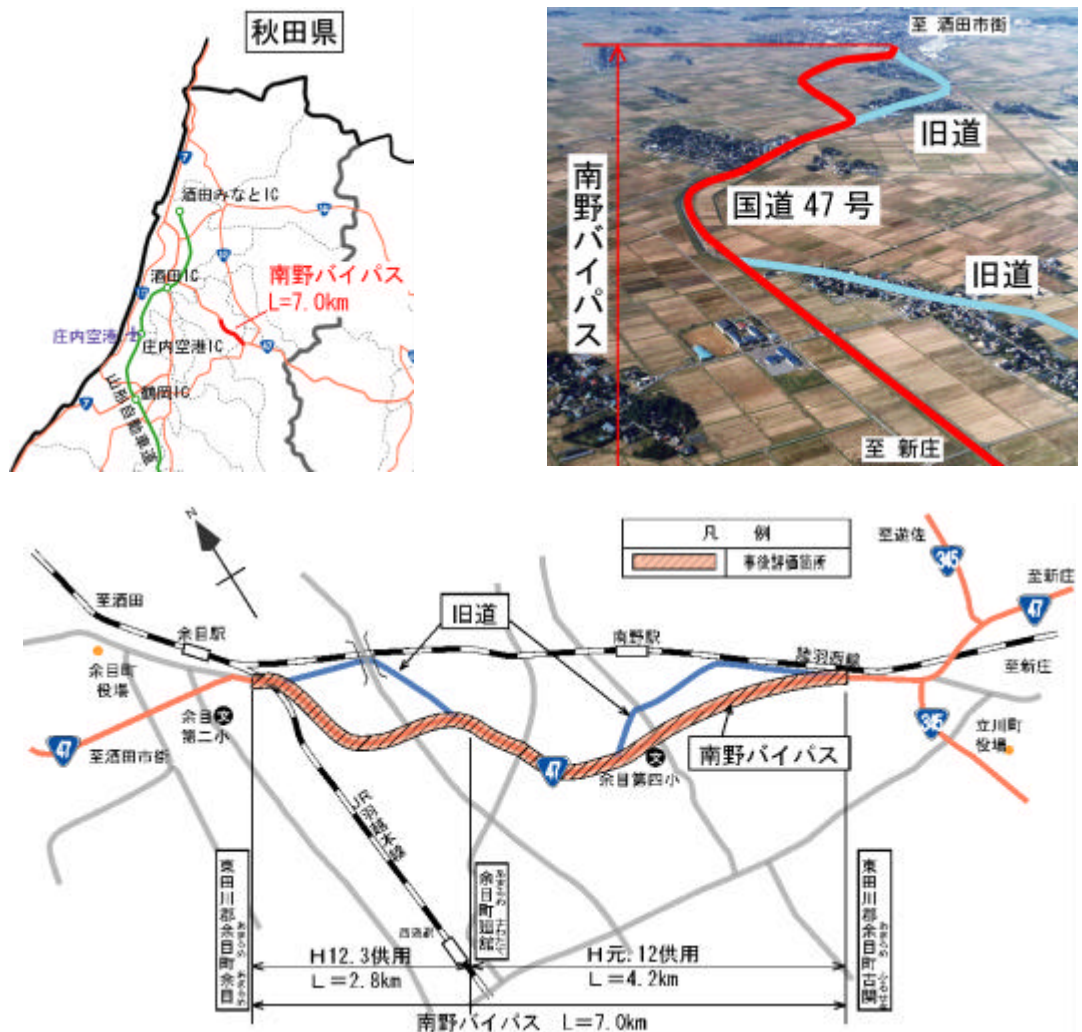 秋田県
7
酒田みなとIC
酒田IC
南野バイパス
L=7.0km
庄内空港
庄内空港IC
鶴岡IC
7
山形自動車道
至 酒田市街
旧道
南野バイパス
国道 47 号
旧道
至 新庄
凡 例
事後評価箇所
N
至酒田
余目駅
余目町
役場
47
至酒田市街
余目
第二小
文
旧道
南野駅
陸羽西線
至遊佐
345
至新庄
47
至新庄
345
立川町
役場
47
文
余目第四小
南野バイパス
JR羽越本線
西袋駅
東田川郡余目町余目
余目町廻館
東田川郡余目町古関
H12.3供用
L=2.8km
H元.12供用
L=4.2km
南野バイパス L=7.0km